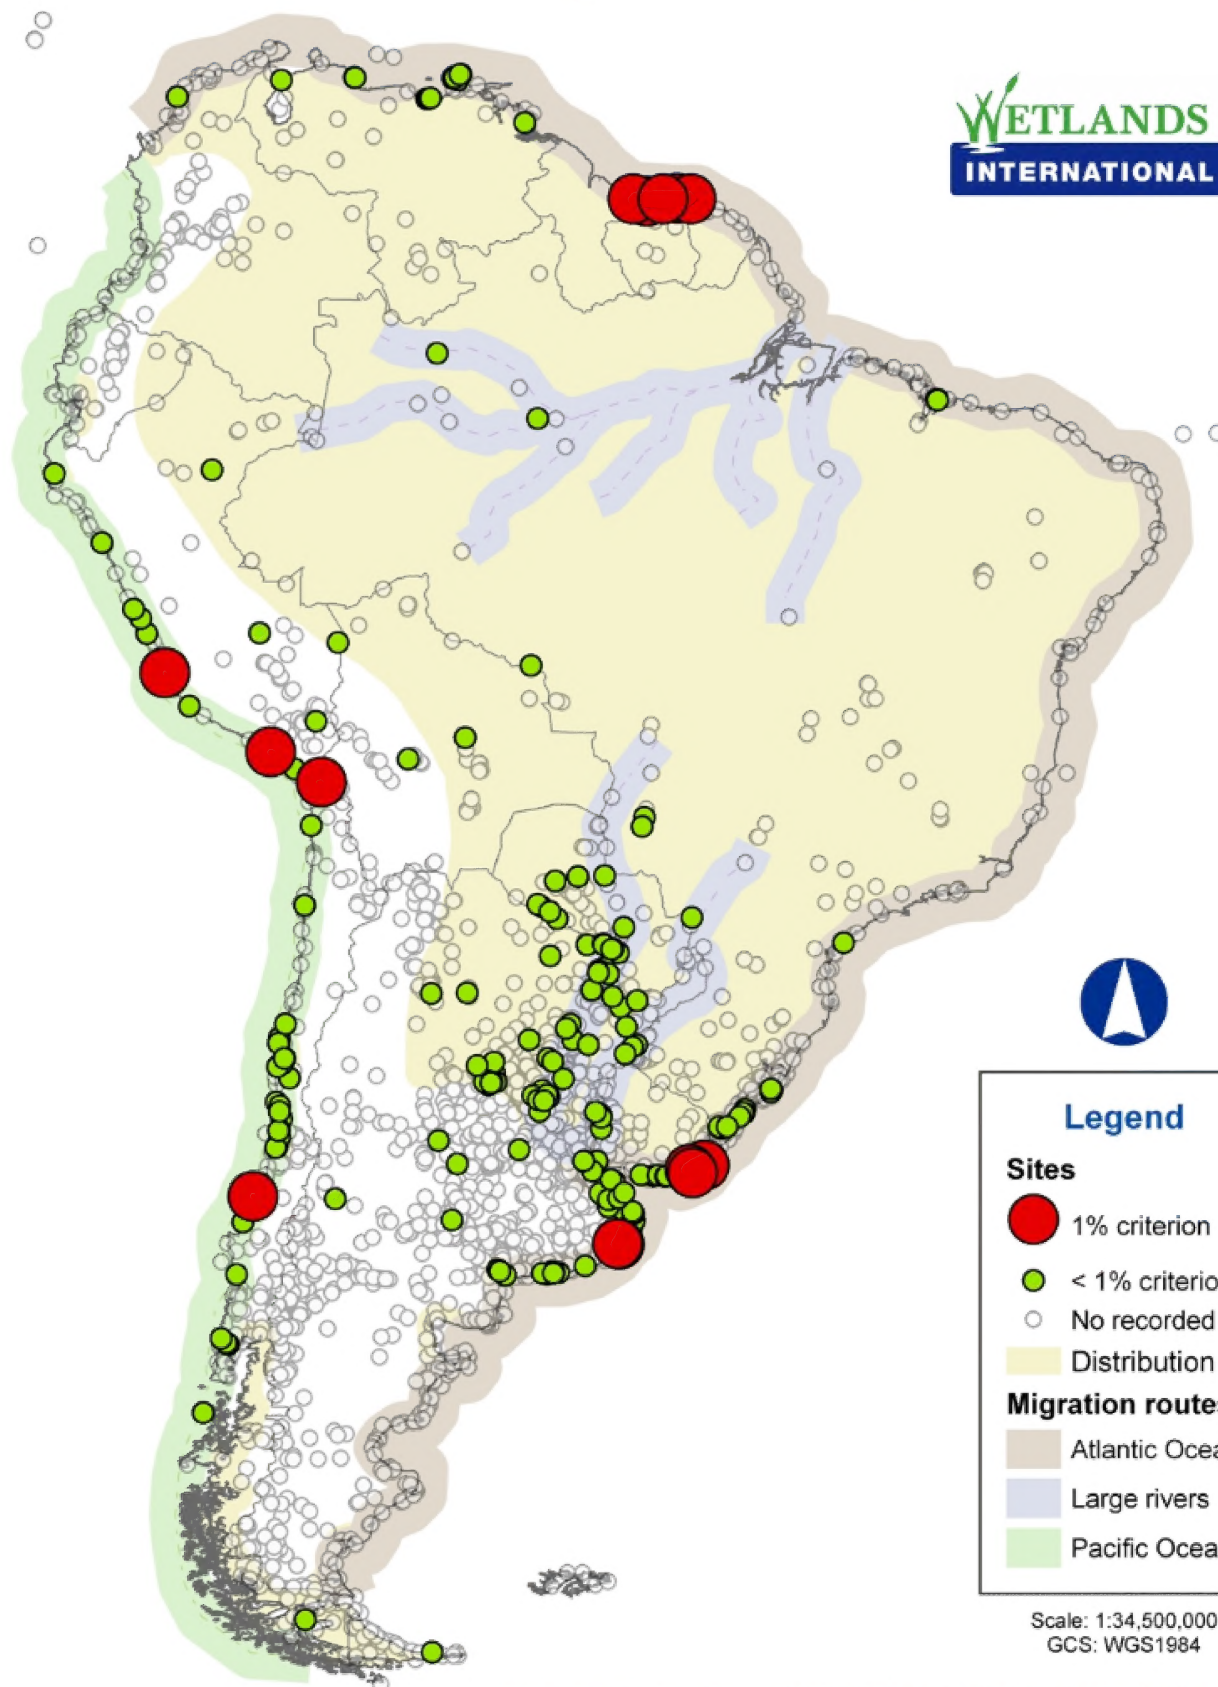 WETLANDS
INTERNATIONAL
Legend
Sites
1% criterion
< 1% criterio
No recorded
Distribution
Migration route
Atlantic Ocea
Large rivers
Pacific Ocea
Scale: 1:34,500,000
GCS: WGS1984